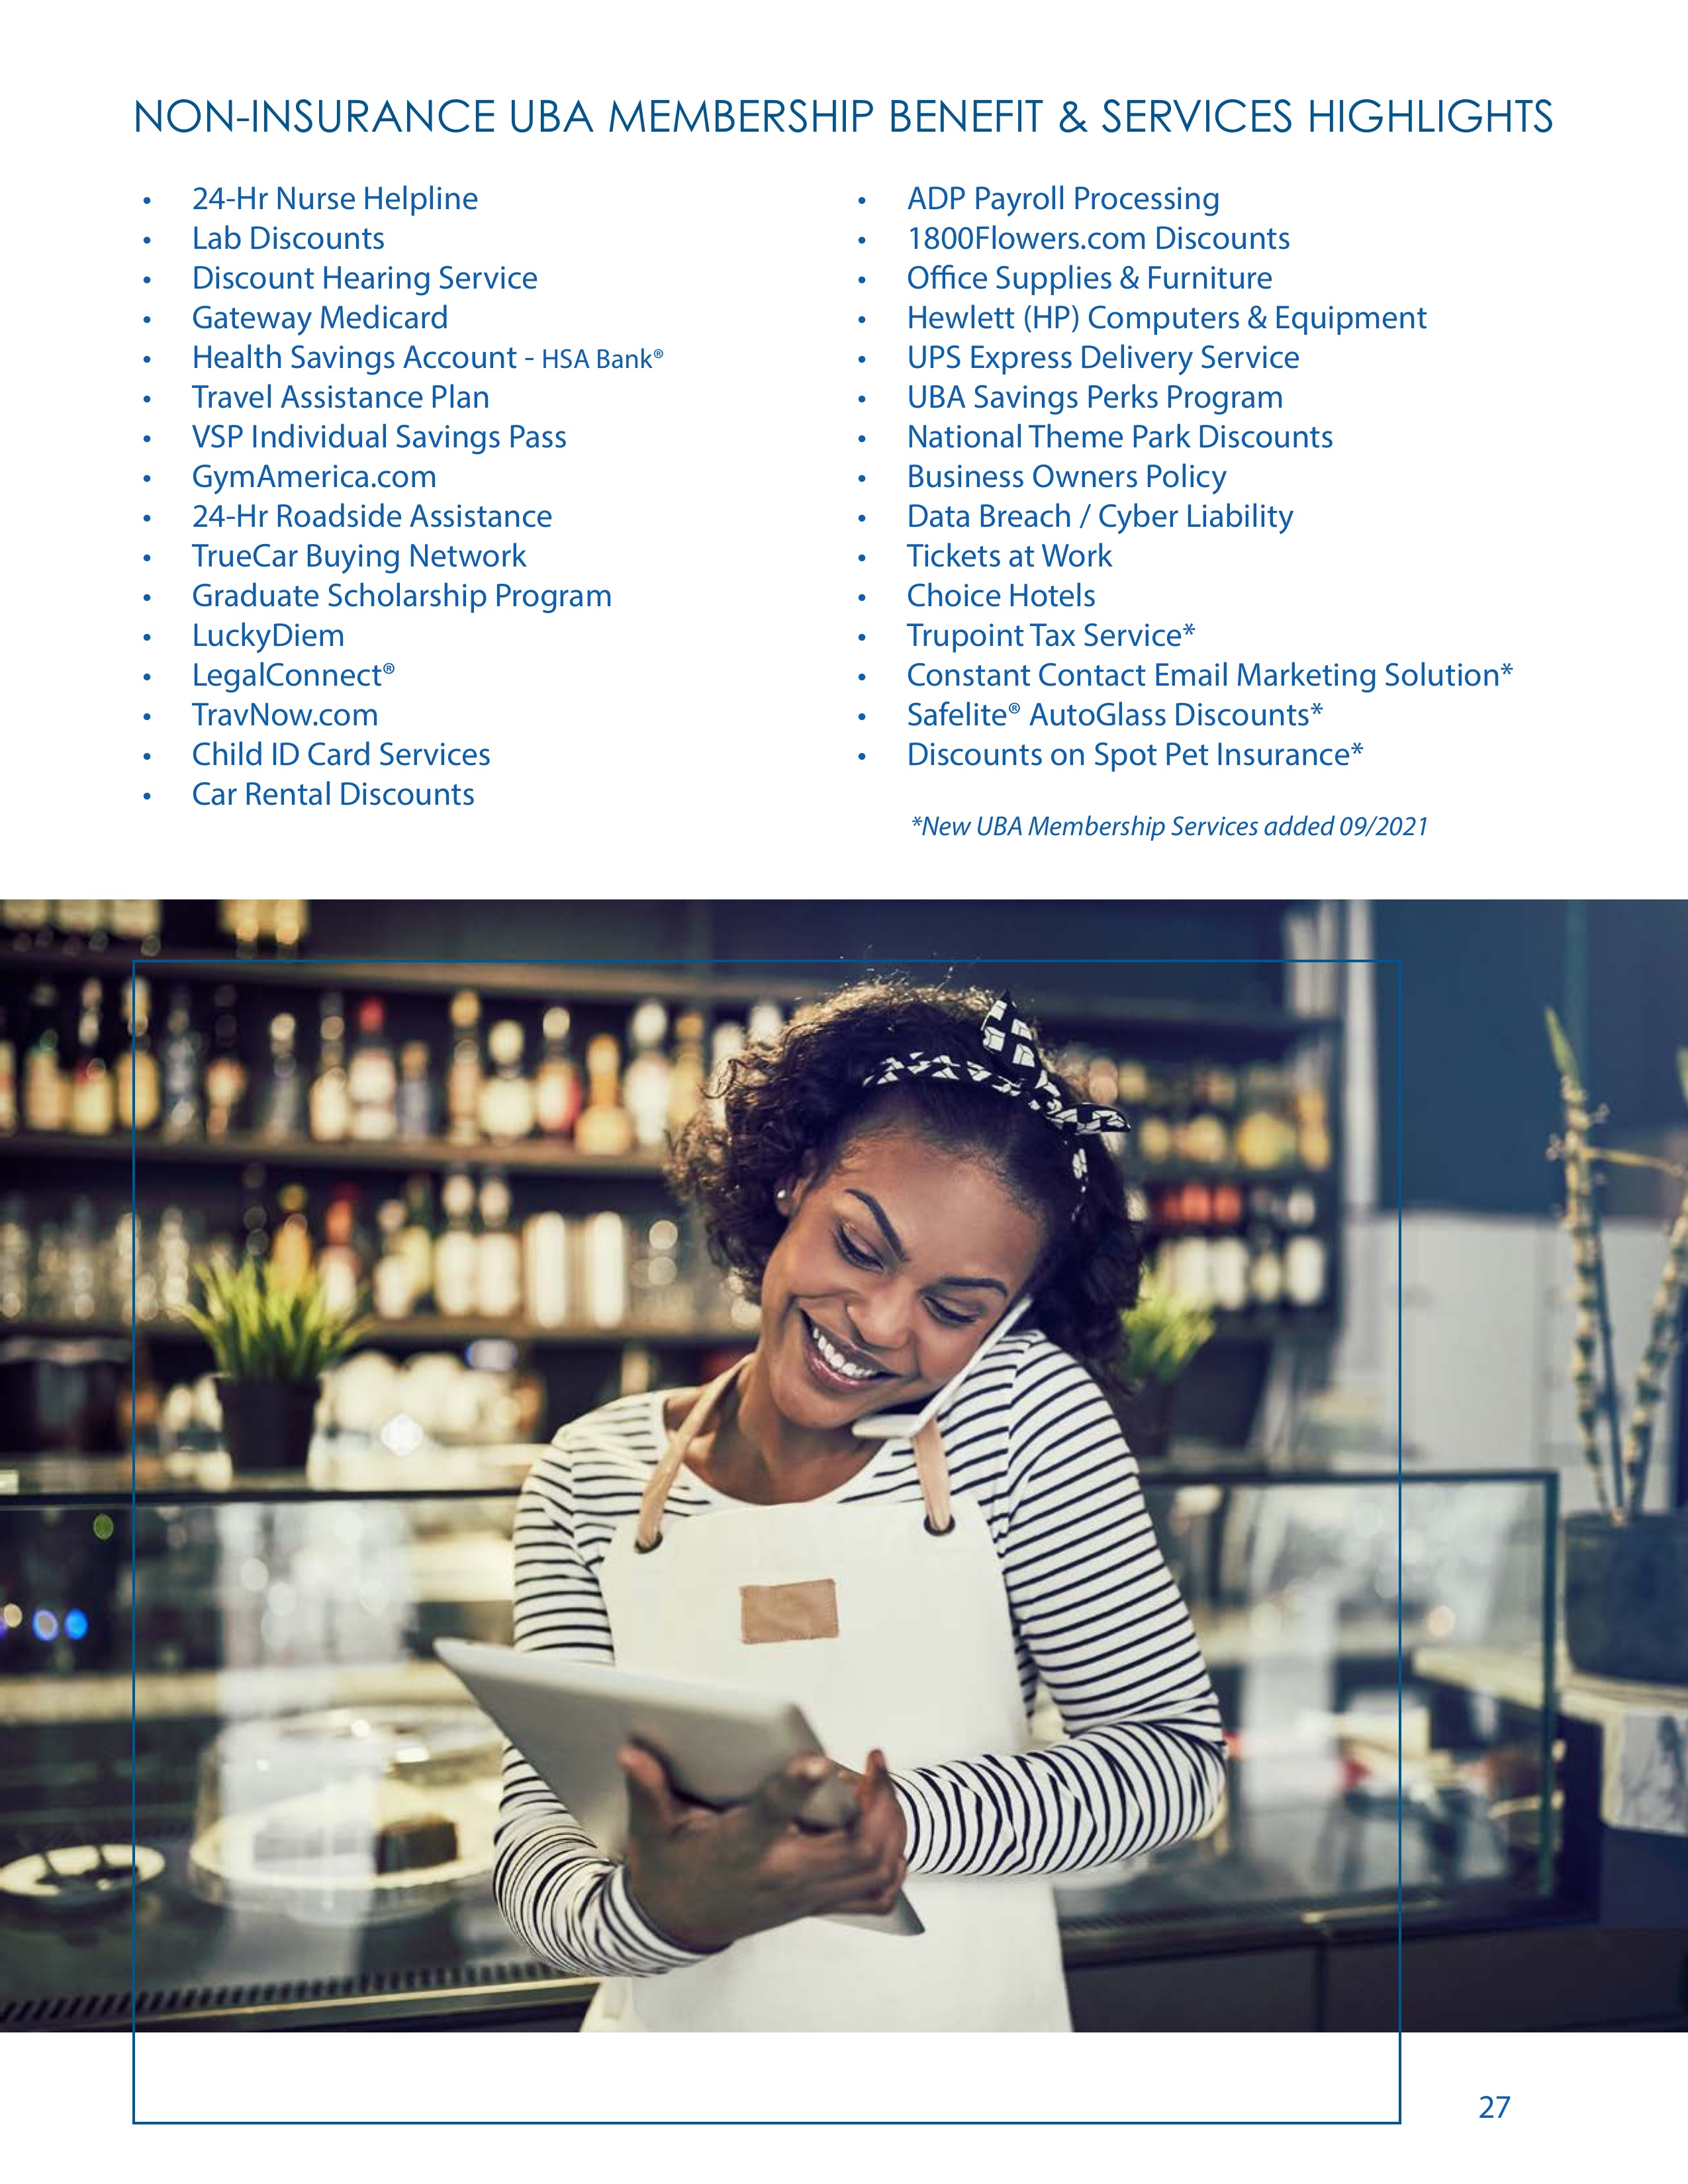 NON-INSURANCE UBA MEMBERSHIP BENEFIT & SERVICES HIGHLIGHTS
• 24-Hr Nurse Helpline
• Lab Discounts
• Discount Hearing Service
• Gateway Medicard
• Health Savings Account - HSA Bank®
• Travel Assistance Plan
• VSP Individual Savings Pass
• GymAmerica.com
• 24-Hr Roadside Assistance
• TrueCar Buying Network
• Graduate Scholarship Program
• LuckyDiem
• LegalConnect®
• TravNow.com
• Child ID Card Services
• Car Rental Discounts
• ADP Payroll Processing
• 1800Flowers.com Discounts
• Office Supplies & Furniture
• Hewlett (HP) Computers & Equipment
• UPS Express Delivery Service
• UBA Savings Perks Program
• National Theme Park Discounts
• Business Owners Policy
• Data Breach / Cyber Liability
• Tickets at Work
• Choice Hotels
• Trupoint Tax Service*
• Constant Contact Email Marketing Solution*
• Safelite® AutoGlass Discounts*
• Discounts on Spot Pet Insurance*
*New UBA Membership Services added 09/2021
27